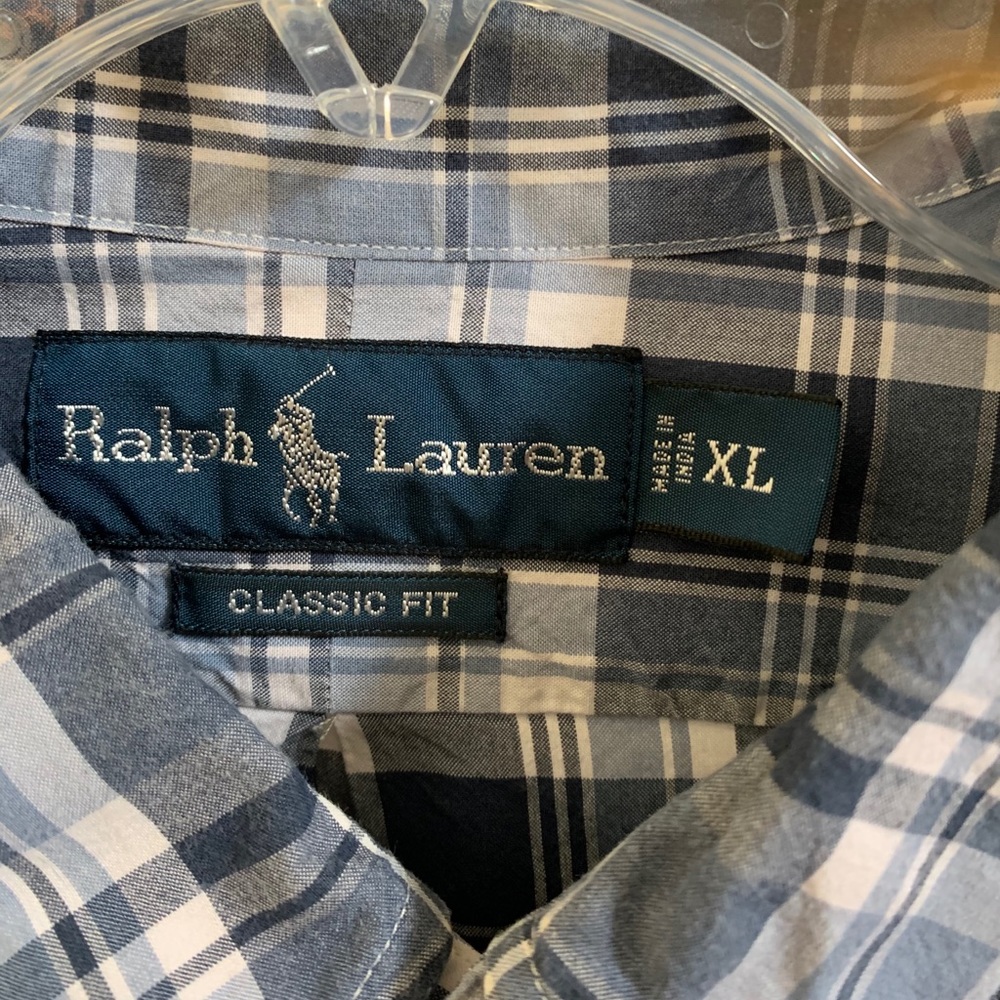 Ralph Lauren
MADE IN
INDIA
XL
CLASSIC FIT